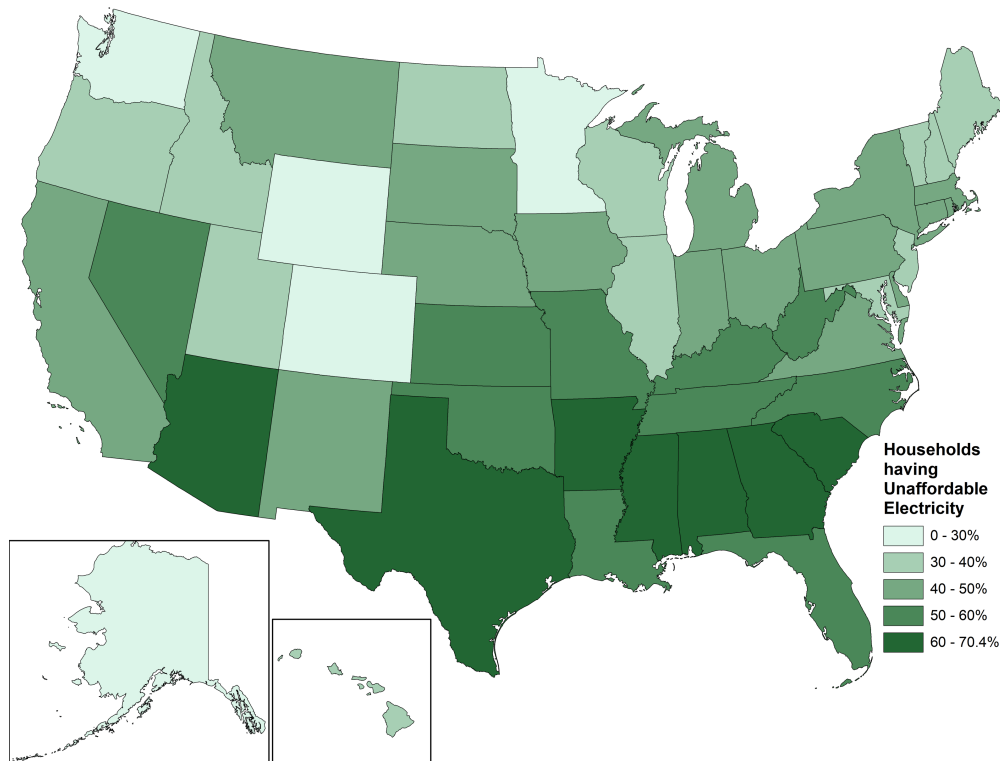 Households
having
Unaffordable
Electricity
0 - 30%
30 - 40%
40 - 50%
50 - 60%
60 - 70.4%